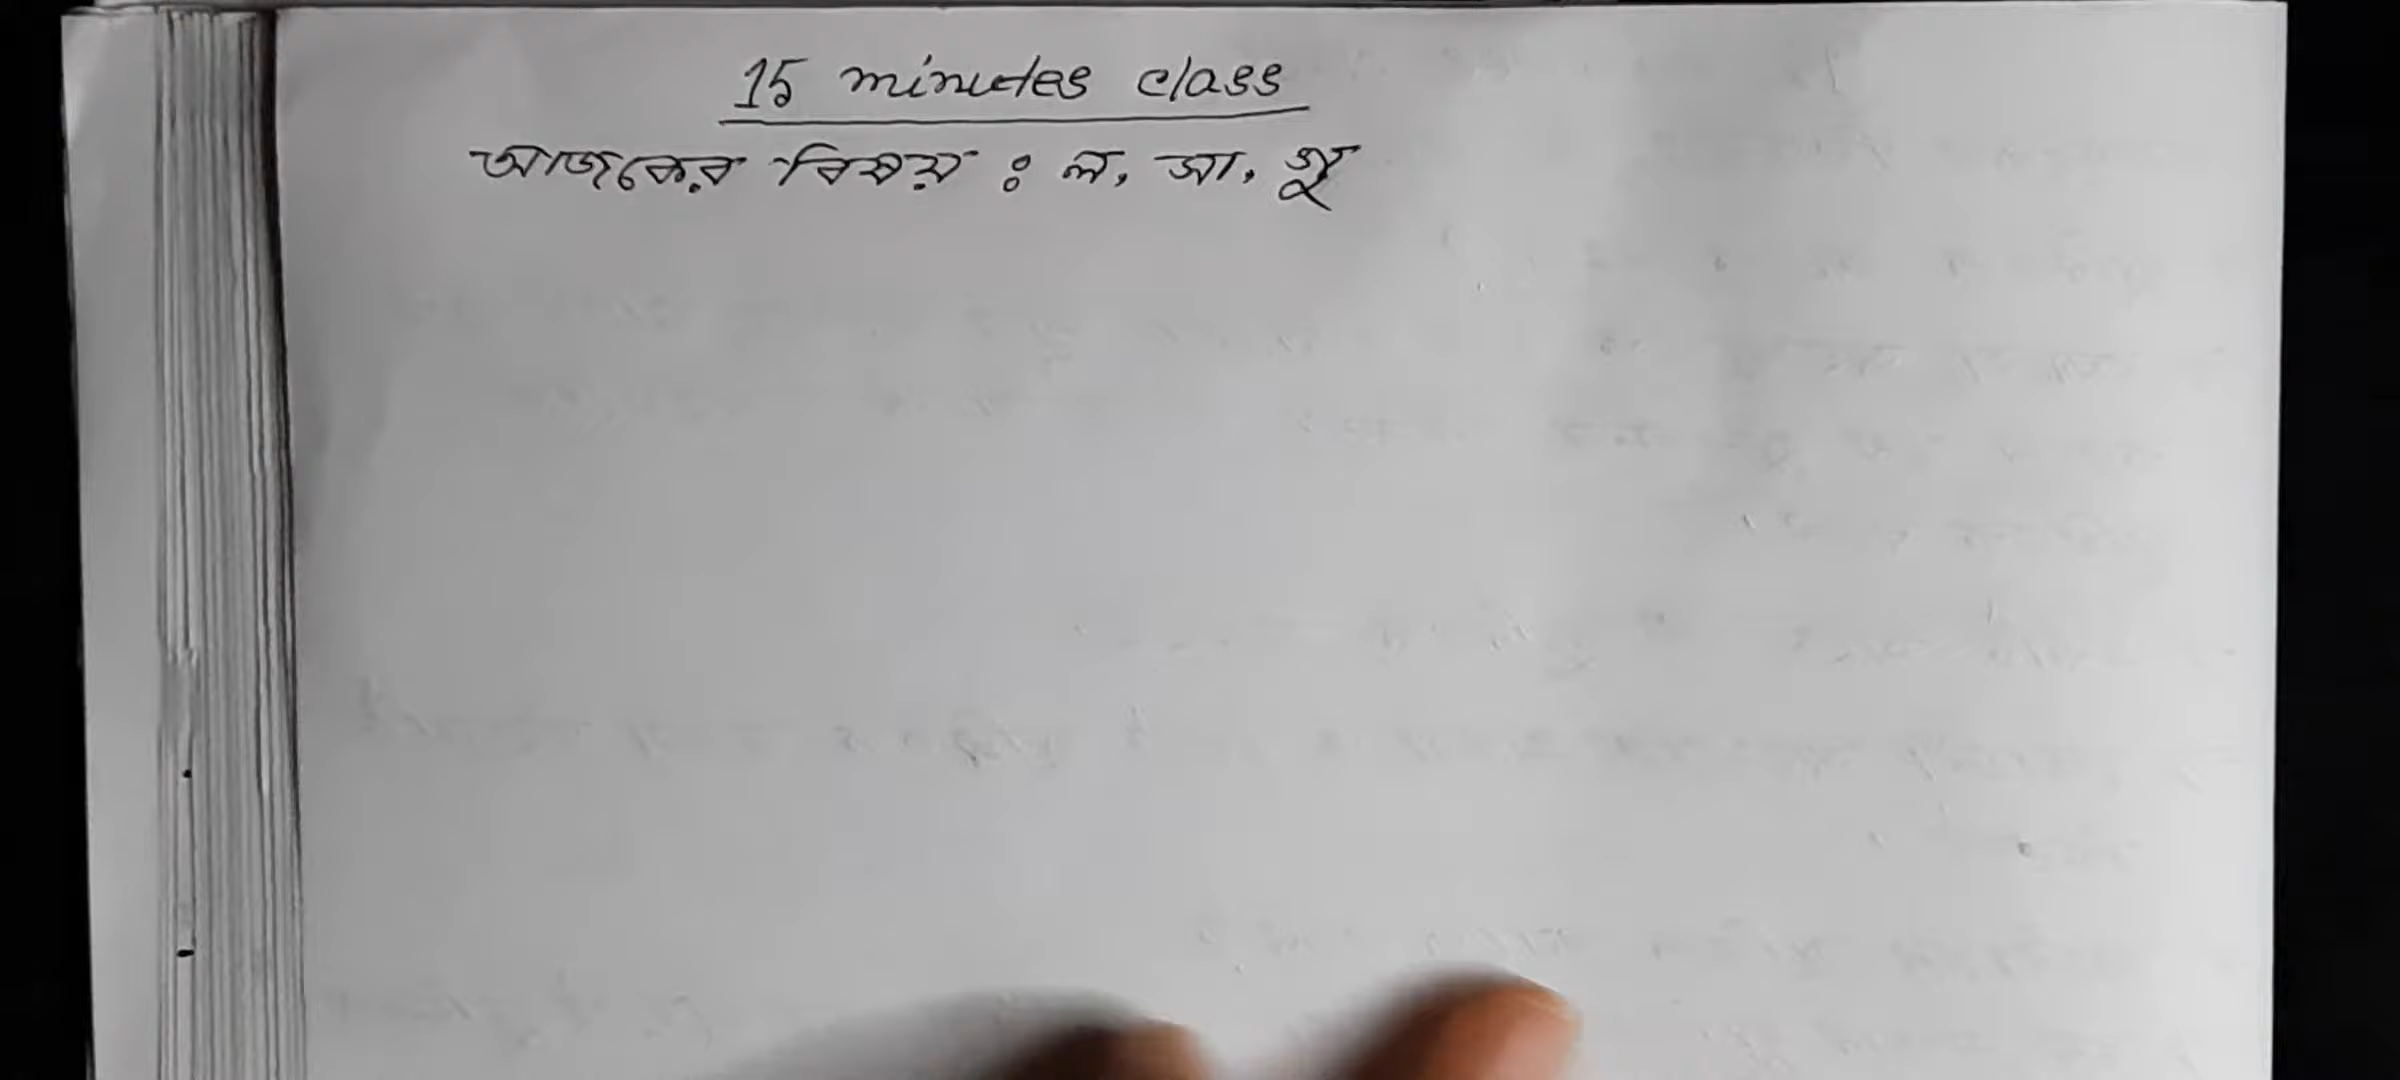 15 minutes class
আজকের বিষয় : ল, সা, গু